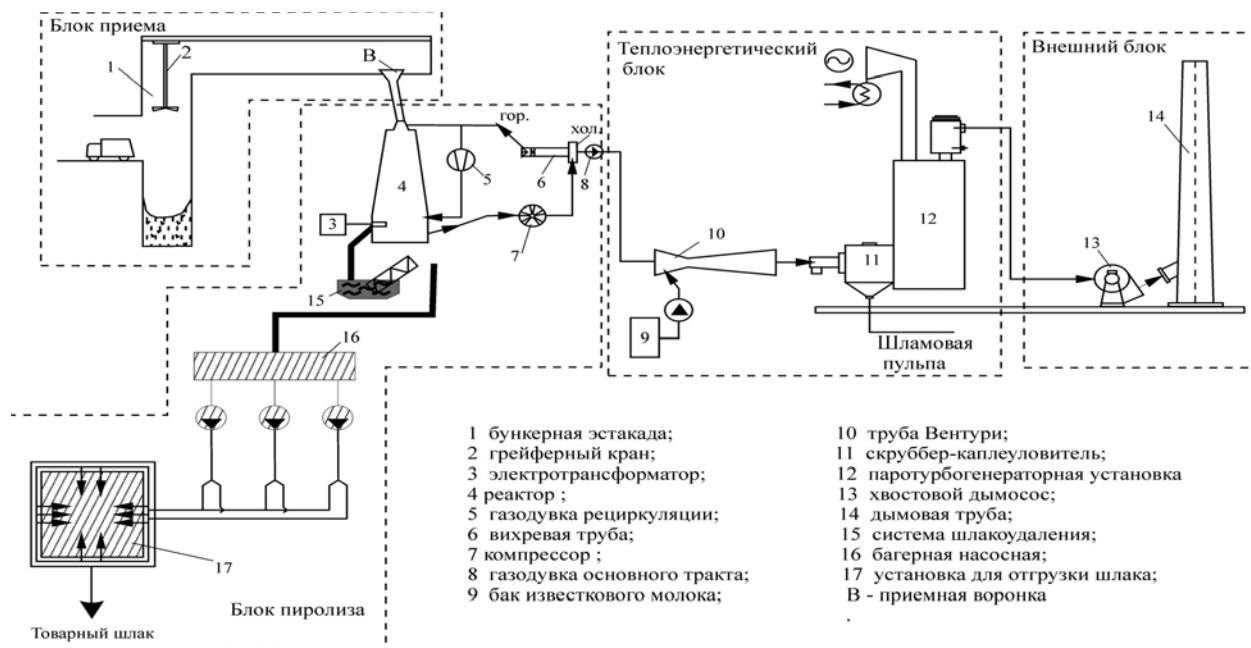 Блок приема
2
1
В
гор.
хол.
4
5
6
8
3
7
15
16
17
Товарный шлак
Блок пиролиза
Теплоэнергетический
блок
10
9
11
12
Шламовая
пульпа
Внешний блок
14
13
1 бункерная эстакада;
2 грейферный кран;
3 электротрансформатор;
4 реактор ;
5 газодувка рециркуляции;
6 вихревая труба;
7 компрессор ;
8 газодувка основного тракта;
9 бак известкового молока;
10 труба Вентури;
11 скруббер-каплеуловитель;
12 паротурбогенераторная установка
13 хвостовой дымосос;
14 дымовая труба;
15 система шлакоудаления;
16 багерная насосная;
17 установка для отгрузки шлака;
В - приемная воронка
.